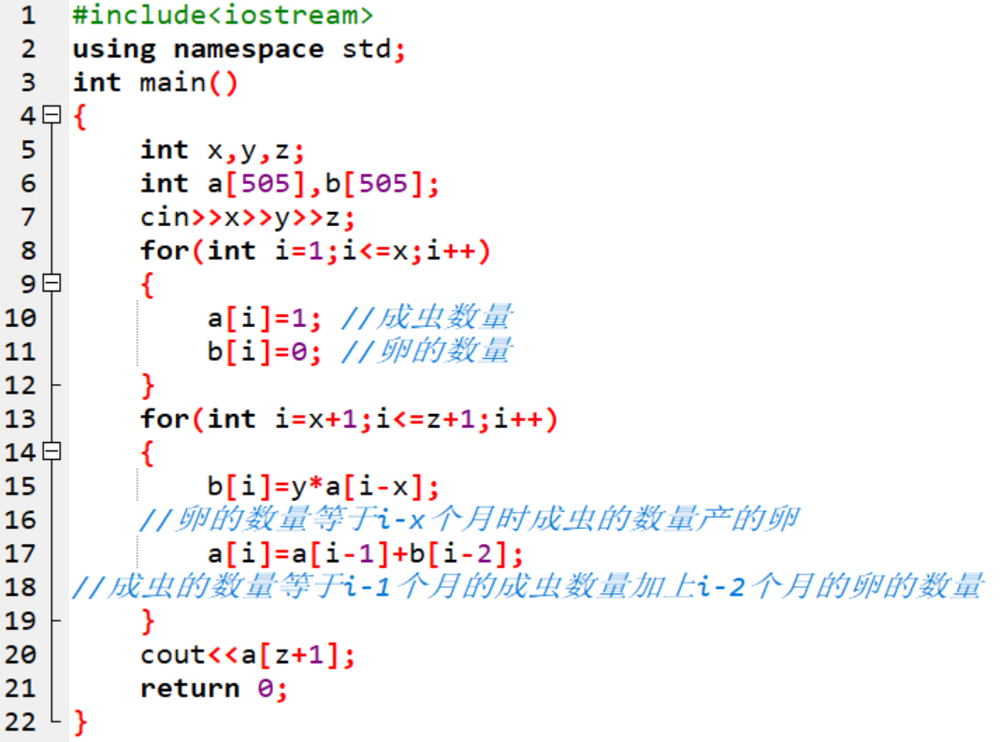 1 #include<iostream>
2 using namespace std;
3 int main()
4 {
5 int x,y,z;
6 int a[505],b[505];
7 cin>>x>>y>>z;
8 for(int i=1;i<=x;i++)
9 {
10 a[i]=1; //成虫数量
11 b[i]=0; //卵的数量
12 }
13 for(int i=x+1;i<=z+1;i++)
14 {
15 b[i]=y*a[i-x];
16 //卵的数量等于i-x个月时成虫的数量产的卵
17 a[i]=a[i-1]+b[i-2];
18 //成虫的数量等于i-1个月的成虫数量加上i-2个月的卵的数量
19 }
20 cout<<a[z+1];
21 return 0;
22 }